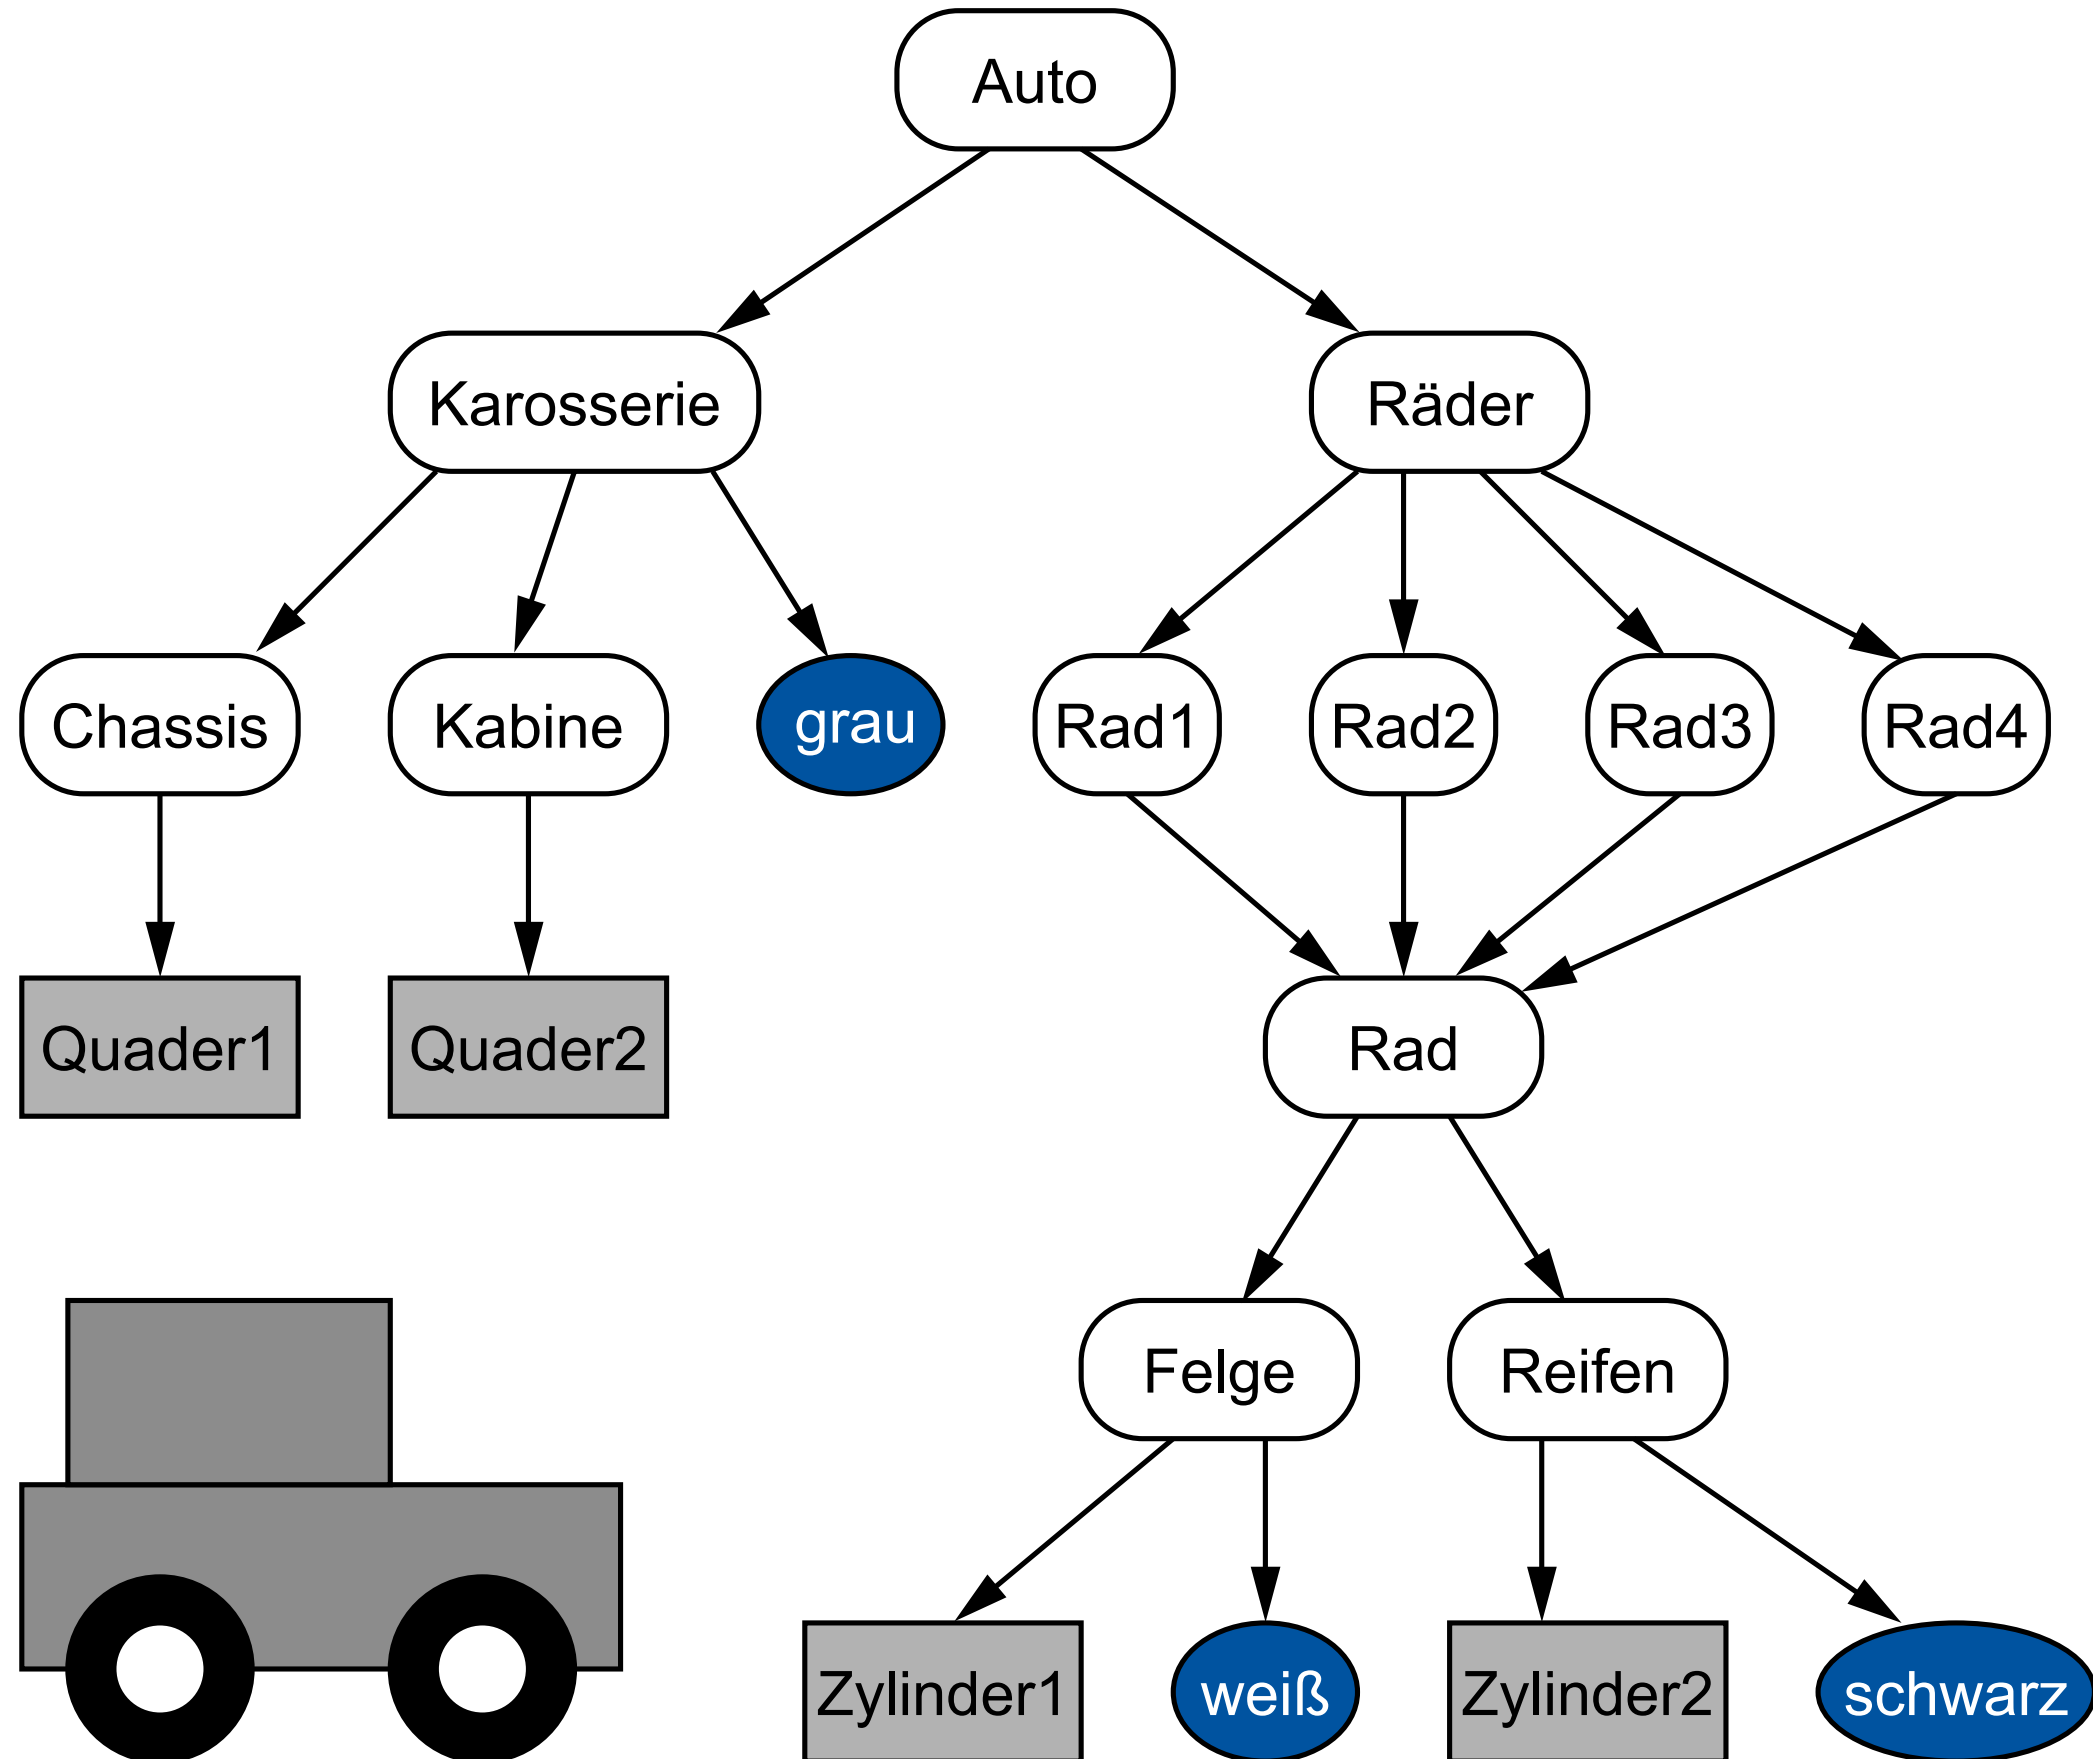 Auto
Karosserie
Räder
Chassis
Kabine
grau
Rad1
Rad2
Rad3
Rad4
Quader1
Quader2
Rad
Felge
Reifen
Zylinder1
weiß
Zylinder2
schwarz